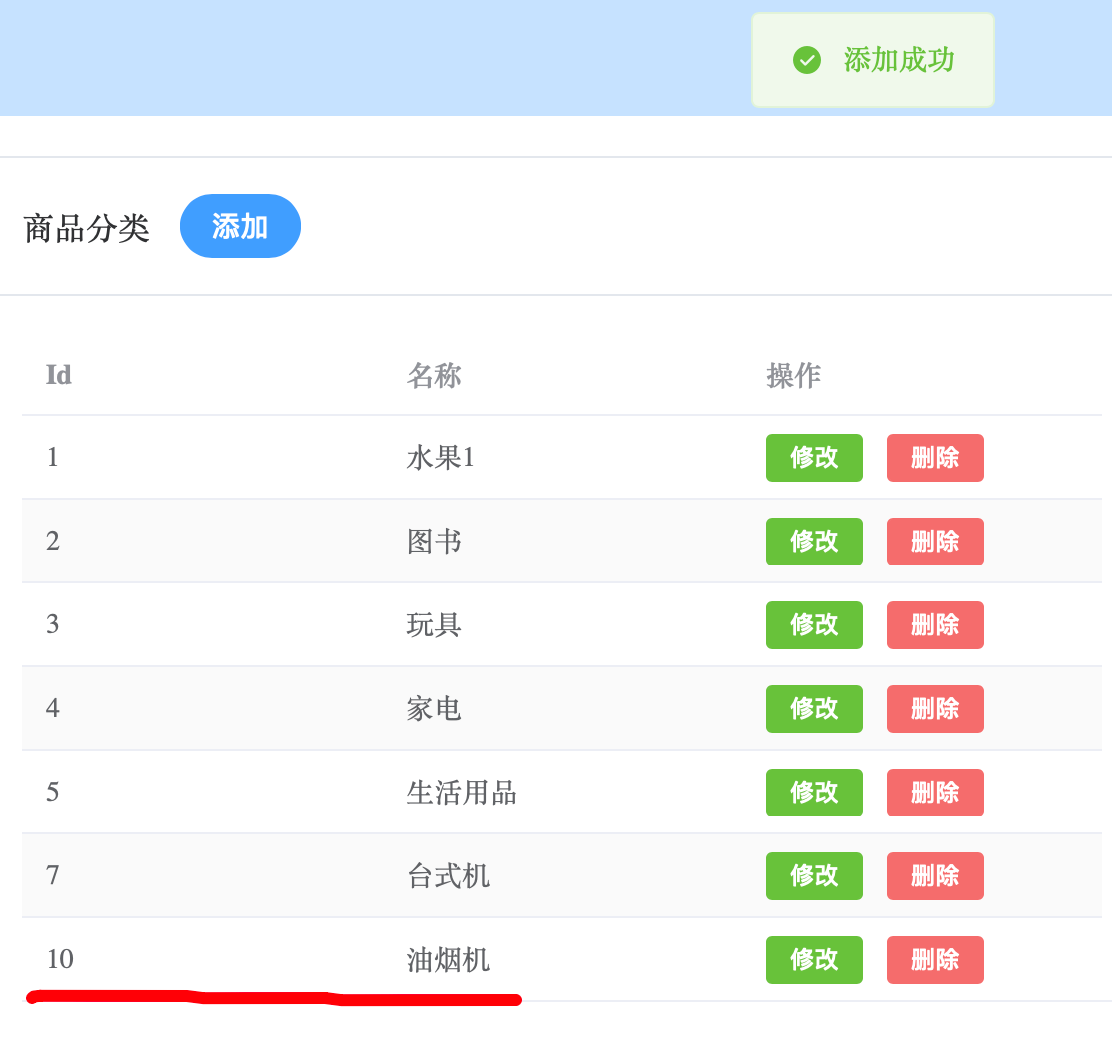 添加成功
商品分类 添加
Id 名称 操作
1 水果1 修改 删除
2 图书 修改 删除
3 玩具 修改 删除
4 家电 修改 删除
5 生活用品 修改 删除
7 台式机 修改 删除
10 油烟机 修改 删除